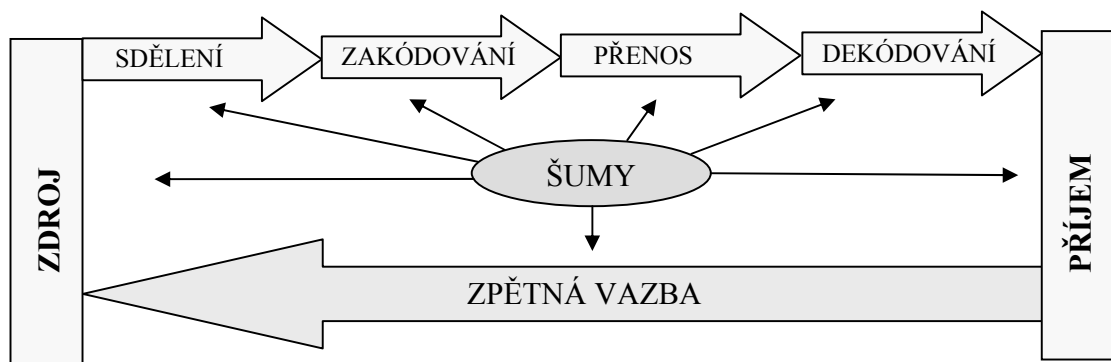 SDĚLENÍ
ZAKÓDOVÁNÍ
PŘENOS
DEKÓDOVÁNÍ
ZDROJ
ŠUMY
PŘÍJEM
ZPĚTNÁ VAZBA